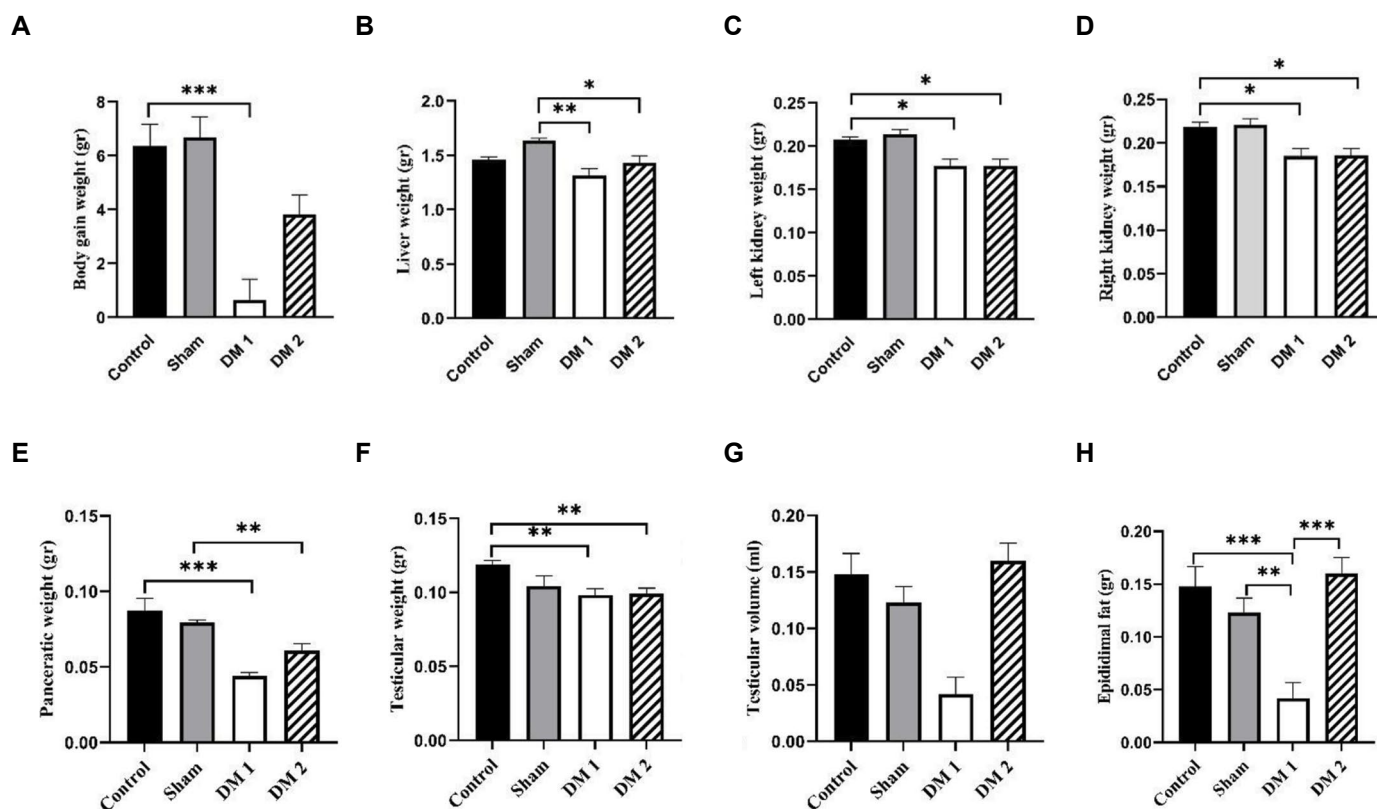 A
B
C
D
***
Body gain weight (gr)
8
6
4
2
0
Control
Sham
DM 1
DM 2
*
**
Liver weight (gr)
2.0
1.5
1.0
0.5
0.0
Control
Sham
DM 1
DM 2
*
*
Left kidney weight (gr)
0.25
0.20
0.15
0.10
0.05
0.00
Control
Sham
DM 1
DM 2
*
*
Right kidney weight (gr)
0.25
0.20
0.15
0.10
0.05
0.00
Control
Sham
DM 1
DM 2
E
F
G
H
**
***
Panceratic weight (gr)
0.15
0.10
0.05
0.00
Control
Sham
DM 1
DM 2
**
**
Testicular weight (gr)
0.15
0.10
0.05
0.00
Control
Sham
DM 1
DM 2
Testicular volume (ml)
0.20
0.15
0.10
0.05
0.00
Control
Sham
DM 1
DM 2
***
***
**
Epididimal fat (gr)
0.20
0.15
0.10
0.05
0.00
Control
Sham
DM 1
DM 2